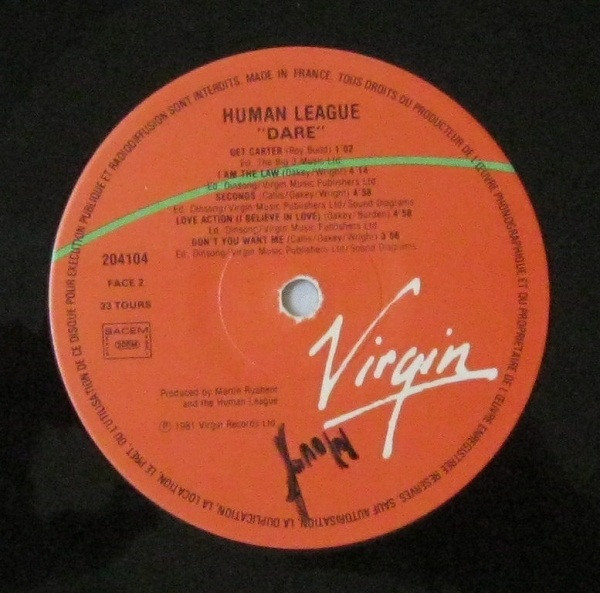 HUMAN LEAGUE
"DARE"
GET CARTER (Roy Budd) 1'02
Ed. The Big 3 Music Ltd
I AM THE LAW (Oakey/Wright) 4'14
Ed. Dinsong/Virgin Music Publishers Ltd
SECONDS (Callis/Oakey/Wright) 4'58
Ed. Dinsong/Virgin Music Publishers Ltd/Sound Diagrams
LOVE ACTION (I BELIEVE IN LOVE) (Oakey/Burden) 4'58
Ed. Dinsong/Virgin Music Publishers Ltd
DON'T YOU WANT ME (Callis/Oakey/Wright) 3'56
Ed. Dinsong/Virgin Music Publishers Ltd/Sound Diagrams
204104
FACE 2
33 TOURS
SACEM
SDRM
Virgin
Produced by Martin Rushent
and the Human League
℗ 1981 Virgin Records Ltd
MADE IN FRANCE. TOUS DROITS DU PRODUCTEUR DE L'ŒUVRE PHONOGRAPHIQUE ET DU PROPRIETAIRE DE L'ŒUVRE ENREGISTREE RESERVES. SAUF AUTORISATION, LA DUPLICATION, LA LOCATION, LE PRET, OU L'UTILISATION DE CE DISQUE POUR EXECUTION PUBLIQUE ET RADIODIFFUSION SONT INTERDITS.